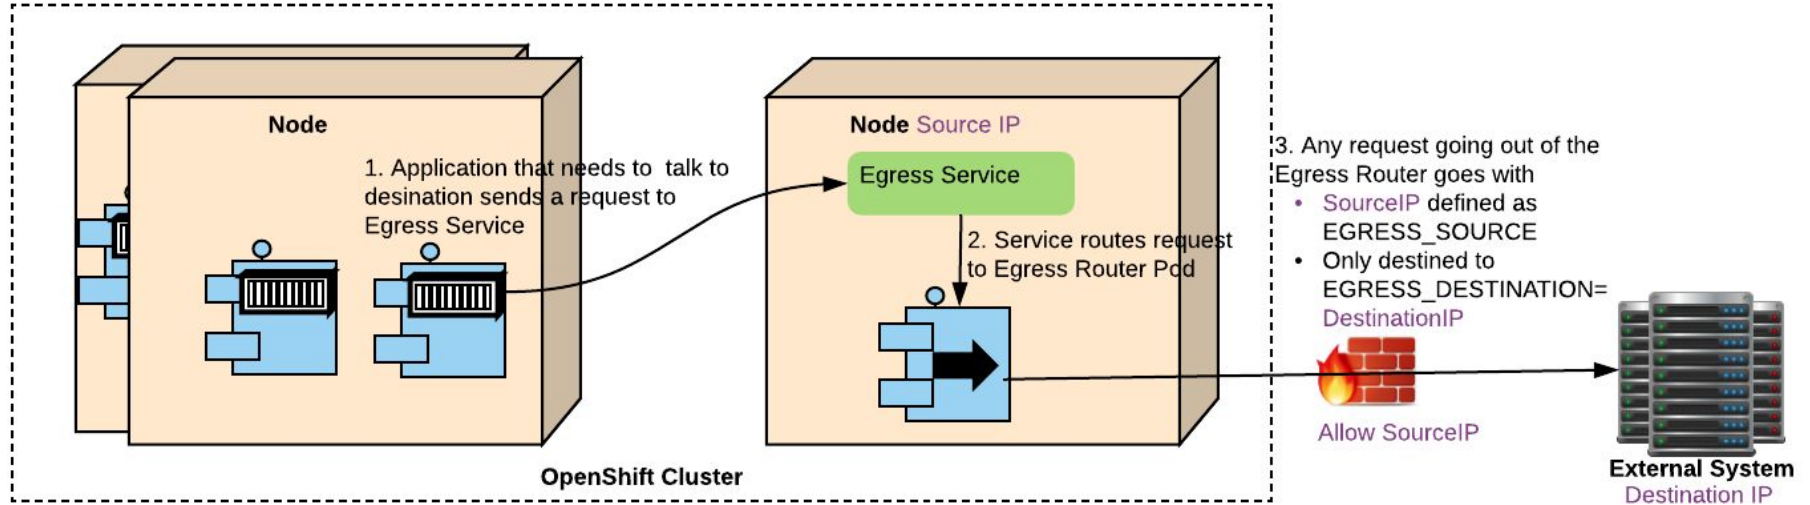 Node
1. Application that needs to talk to
desination sends a request to
Egress Service
Node Source IP
Egress Service
2. Service routes request
to Egress Router Pod
3. Any request going out of the
Egress Router goes with
• SourceIP defined as
EGRESS_SOURCE
• Only destined to
EGRESS_DESTINATION=
DestinationIP
Allow SourceIP
External System
Destination IP
OpenShift Cluster